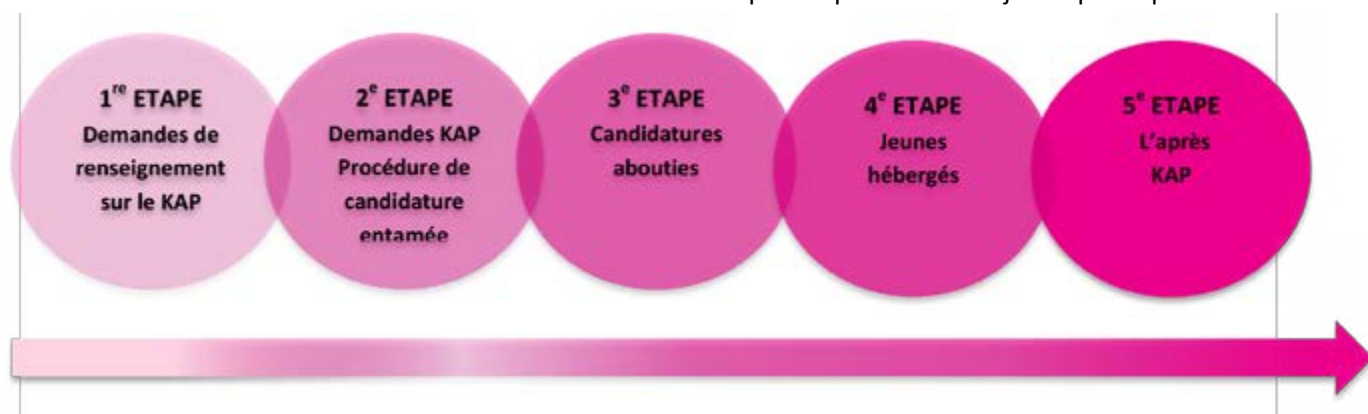 1re ETAPE
Demandes de
renseignement
sur le KAP
2e ETAPE
Demandes KAP
Procédure de
candidature
entamée
3e ETAPE
Candidatures
abouties
4e ETAPE
Jeunes
hébergés
5e ETAPE
L'après
KAP